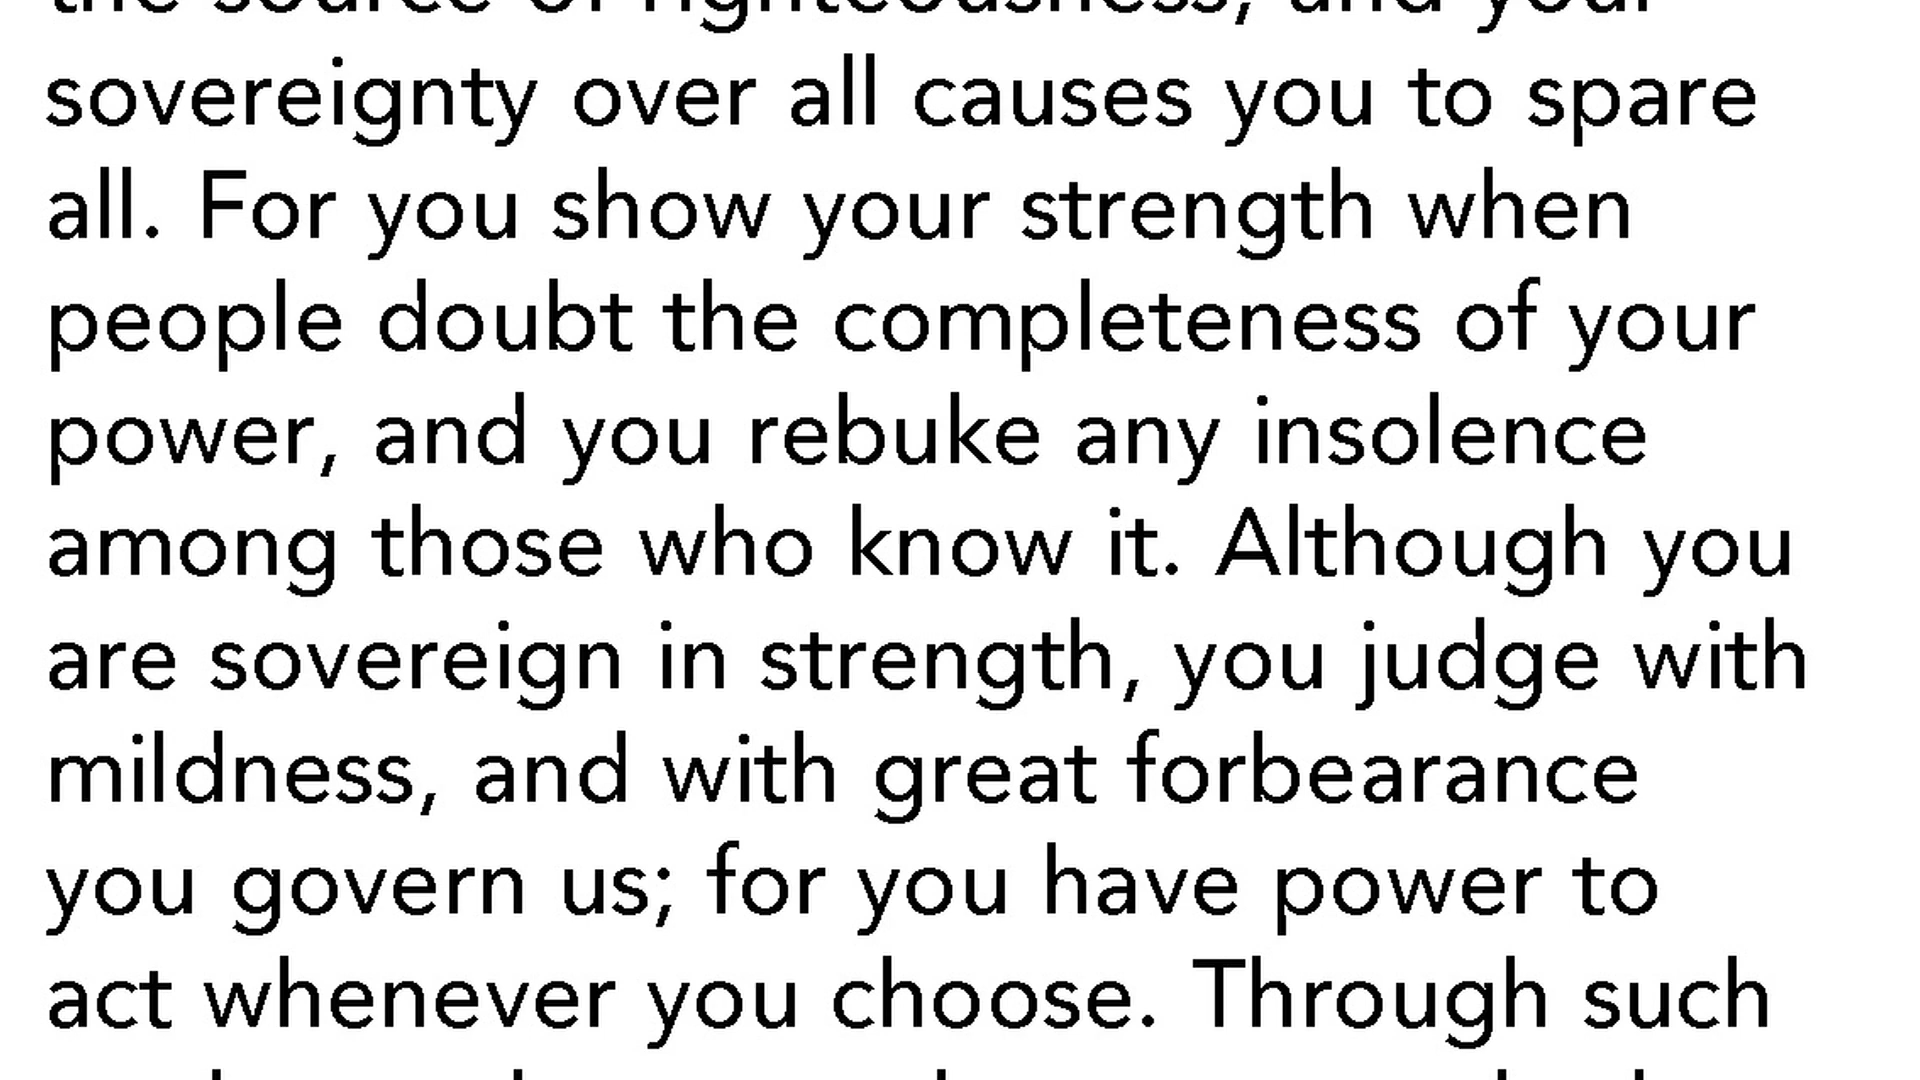 the source of righteousness, and your
sovereignty over all causes you to spare
all. For you show your strength when
people doubt the completeness of your
power, and you rebuke any insolence
among those who know it. Although you
are sovereign in strength, you judge with
mildness, and with great forbearance
you govern us; for you have power to
act whenever you choose. Through such